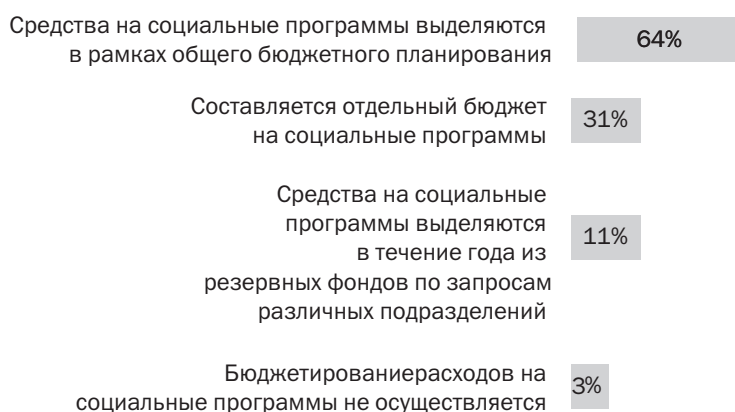 Средства на социальные программы выделяются
в рамках общего бюджетного планирования
64%
Составляется отдельный бюджет
на социальные программы
31%
Средства на социальные
программы выделяются
в течение года из
резервных фондов по запросам
различных подразделений
11%
Бюджетированиерасходов на
социальные программы не осуществляется
3%